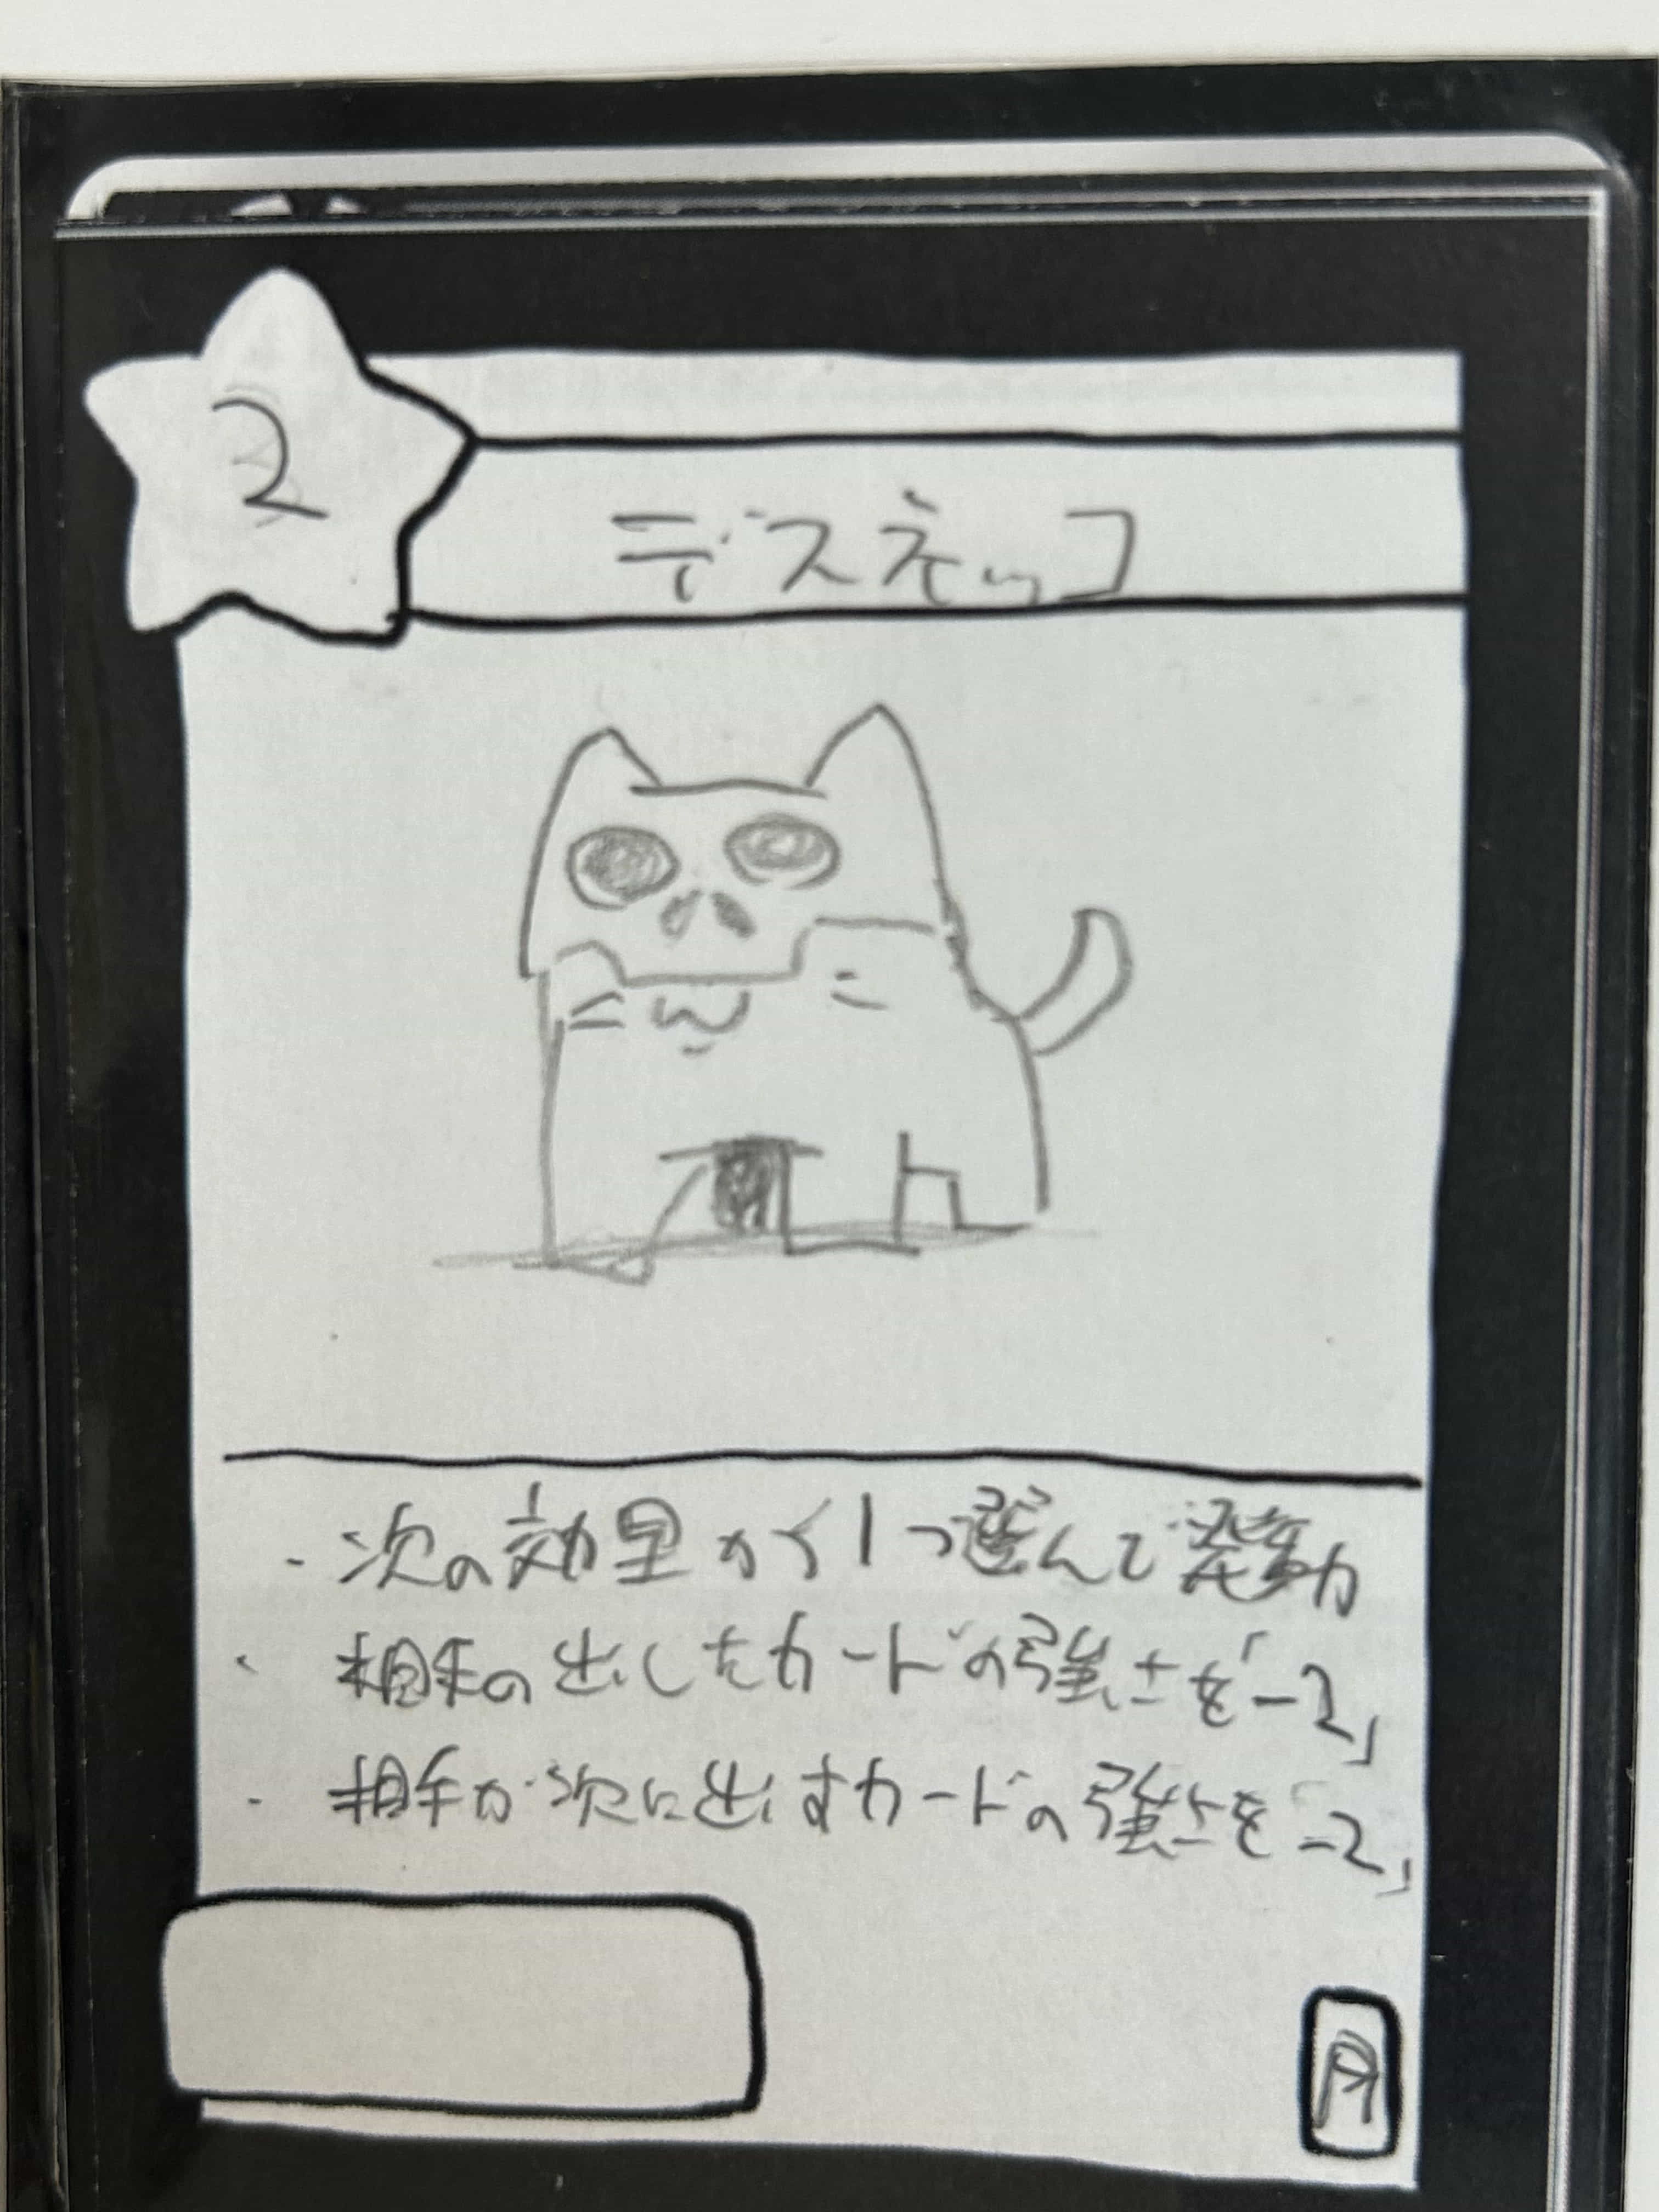 2
デスネッコ
・次の効果から1つ選んで発動
・相手の出したカードの強さを「-2」
・相手が次に出すカードの強さを「-2」